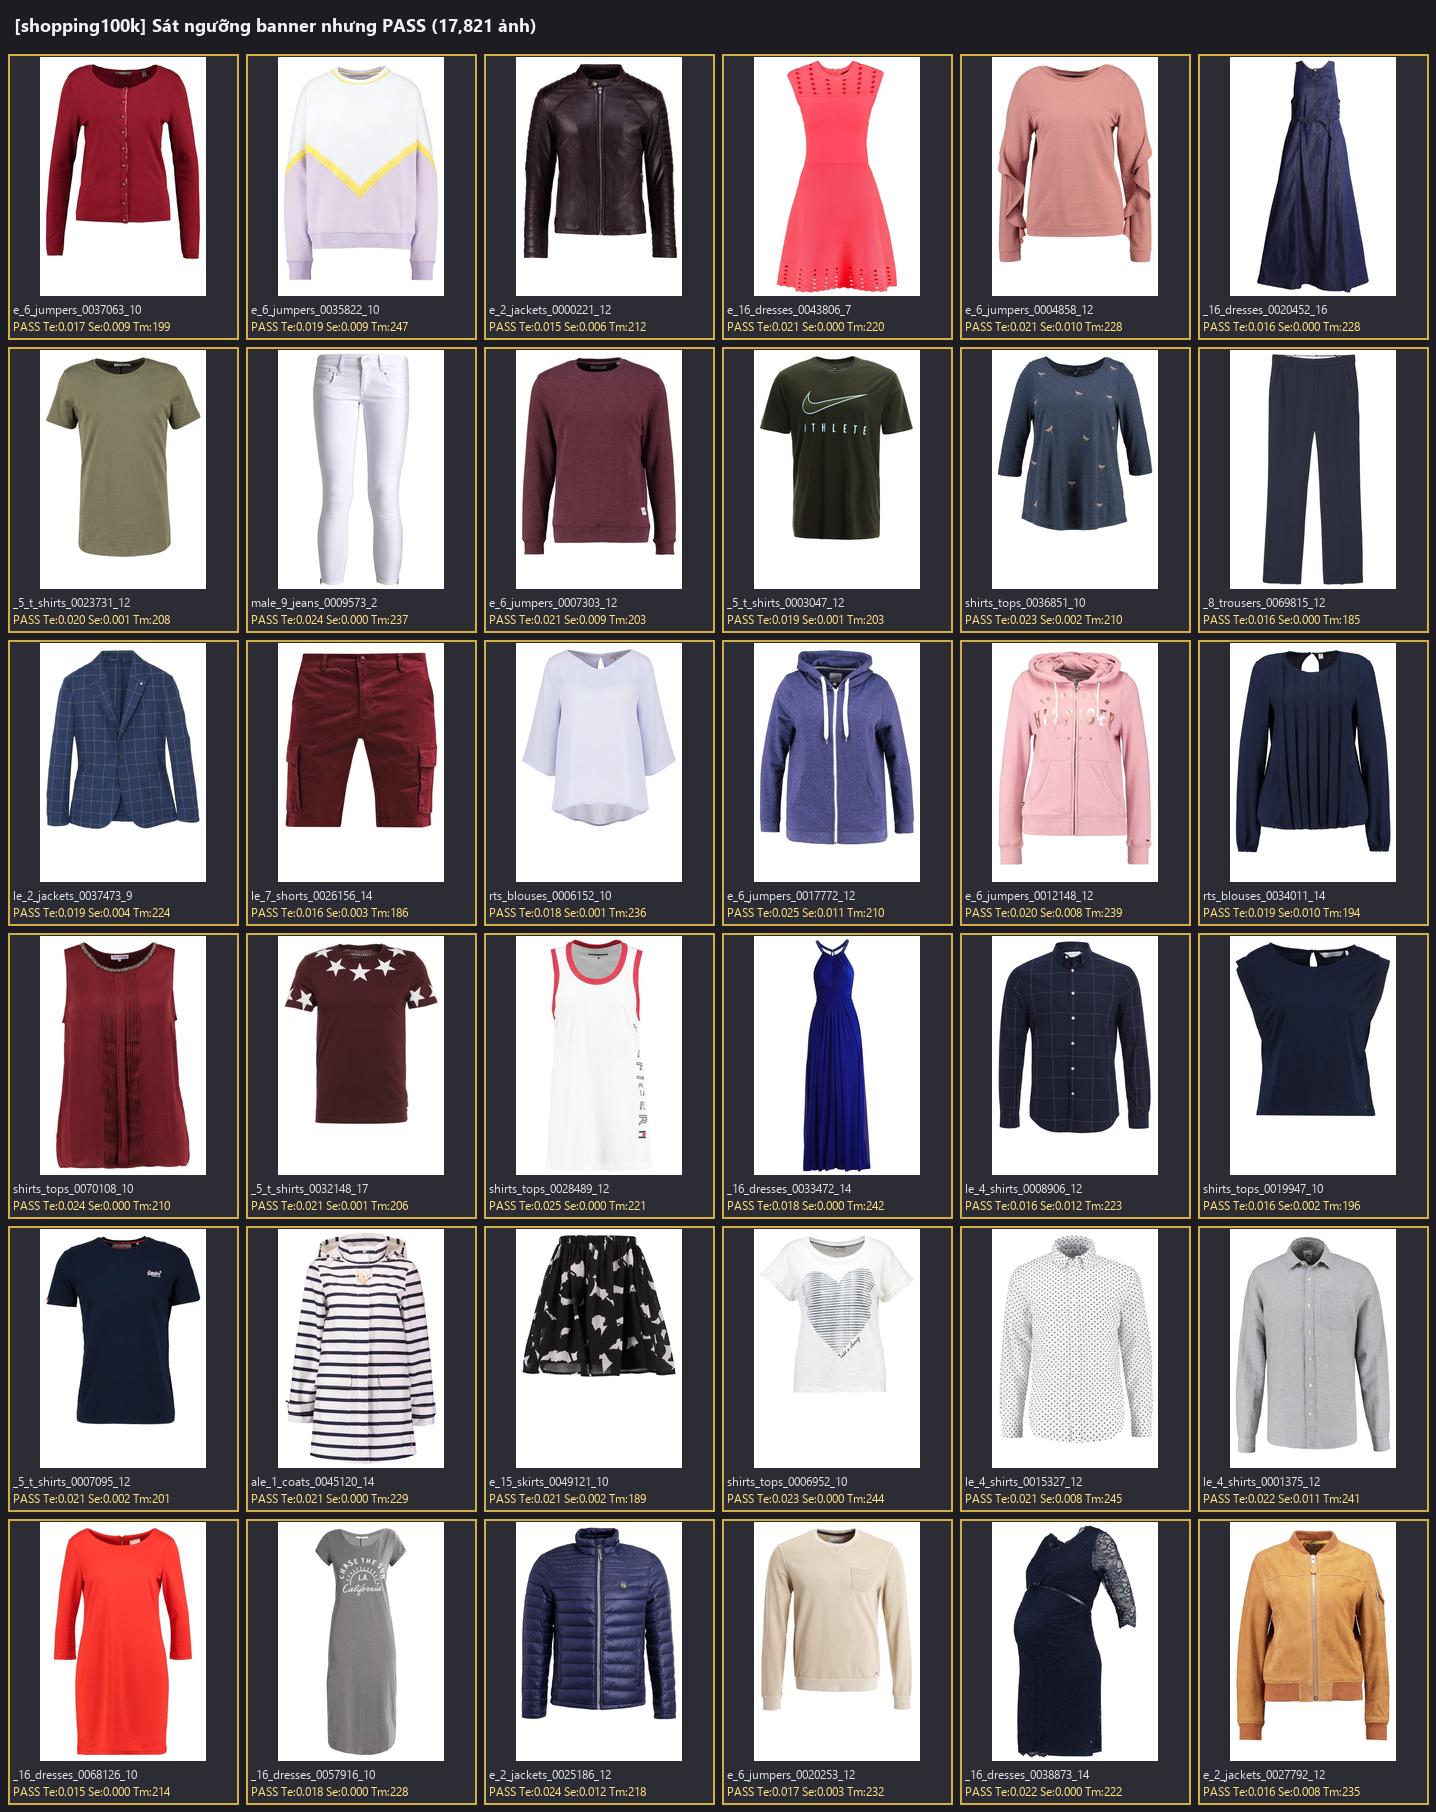 [shopping100k] Sát ngưỡng banner nhưng PASS (17,821 ảnh)
e_6_jumpers_0037063_10
PASS Te:0.017 Se:0.009 Tm:199
e_6_jumpers_0035822_10
PASS Te:0.019 Se:0.009 Tm:247
e_2_jackets_0000221_12
PASS Te:0.015 Se:0.006 Tm:212
e_16_dresses_0043806_7
PASS Te:0.021 Se:0.000 Tm:220
e_6_jumpers_0004858_12
PASS Te:0.021 Se:0.010 Tm:228
_16_dresses_0020452_16
PASS Te:0.016 Se:0.000 Tm:228
_5_t_shirts_0023731_12
PASS Te:0.020 Se:0.001 Tm:208
male_9_jeans_0009573_2
PASS Te:0.024 Se:0.000 Tm:237
e_6_jumpers_0007303_12
PASS Te:0.021 Se:0.009 Tm:203
THLETE
_5_t_shirts_0003047_12
PASS Te:0.019 Se:0.001 Tm:203
shirts_tops_0036851_10
PASS Te:0.023 Se:0.002 Tm:210
_8_trousers_0069815_12
PASS Te:0.016 Se:0.000 Tm:185
le_2_jackets_0037473_9
PASS Te:0.019 Se:0.004 Tm:224
le_7_shorts_0026156_14
PASS Te:0.016 Se:0.003 Tm:186
rts_blouses_0006152_10
PASS Te:0.018 Se:0.001 Tm:236
e_6_jumpers_0017772_12
PASS Te:0.025 Se:0.011 Tm:210
e_6_jumpers_0012148_12
PASS Te:0.020 Se:0.008 Tm:239
rts_blouses_0034011_14
PASS Te:0.019 Se:0.010 Tm:194
shirts_tops_0070108_10
PASS Te:0.024 Se:0.000 Tm:210
_5_t_shirts_0032148_17
PASS Te:0.021 Se:0.001 Tm:206
shirts_tops_0028489_12
PASS Te:0.025 Se:0.000 Tm:221
_16_dresses_0033472_14
PASS Te:0.018 Se:0.000 Tm:242
le_4_shirts_0008906_12
PASS Te:0.016 Se:0.012 Tm:223
shirts_tops_0019947_10
PASS Te:0.016 Se:0.002 Tm:196
_5_t_shirts_0007095_12
PASS Te:0.021 Se:0.002 Tm:201
ale_1_coats_0045120_14
PASS Te:0.021 Se:0.000 Tm:229
e_15_skirts_0049121_10
PASS Te:0.021 Se:0.002 Tm:189
shirts_tops_0006952_10
PASS Te:0.023 Se:0.000 Tm:244
le_4_shirts_0015327_12
PASS Te:0.021 Se:0.008 Tm:245
le_4_shirts_0001375_12
PASS Te:0.022 Se:0.011 Tm:241
_16_dresses_0068126_10
PASS Te:0.015 Se:0.000 Tm:214
CHASE THE SUN
L.A.
California
_16_dresses_0057916_10
PASS Te:0.018 Se:0.000 Tm:228
e_2_jackets_0025186_12
PASS Te:0.024 Se:0.012 Tm:218
e_6_jumpers_0020253_12
PASS Te:0.017 Se:0.003 Tm:232
_16_dresses_0038873_14
PASS Te:0.022 Se:0.000 Tm:222
e_2_jackets_0027792_12
PASS Te:0.016 Se:0.008 Tm:235